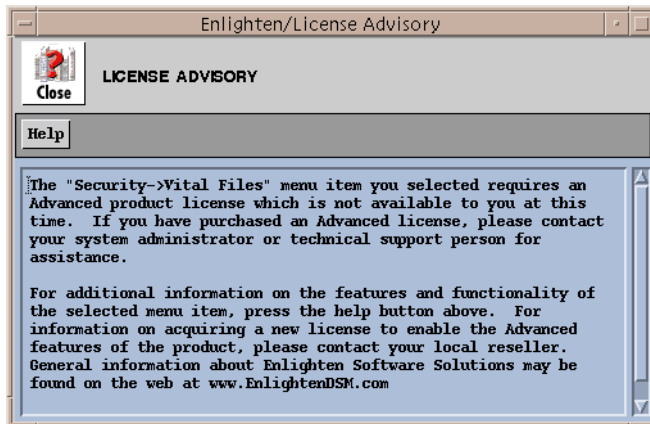 Enlighten/License Advisory
Close
LICENSE ADVISORY
Help
The "Security->Vital Files" menu item you selected requires an
Advanced product license which is not available to you at this
time.  If you have purchased an Advanced license, please contact
your system administrator or technical support person for
assistance.
For additional information on the features and functionality of
the selected menu item, press the help button above.  For
information on acquiring a new license to enable the Advanced
features of the product, please contact your local reseller.
General information about Enlighten Software Solutions may be
found on the web at www.EnlightenDSM.com